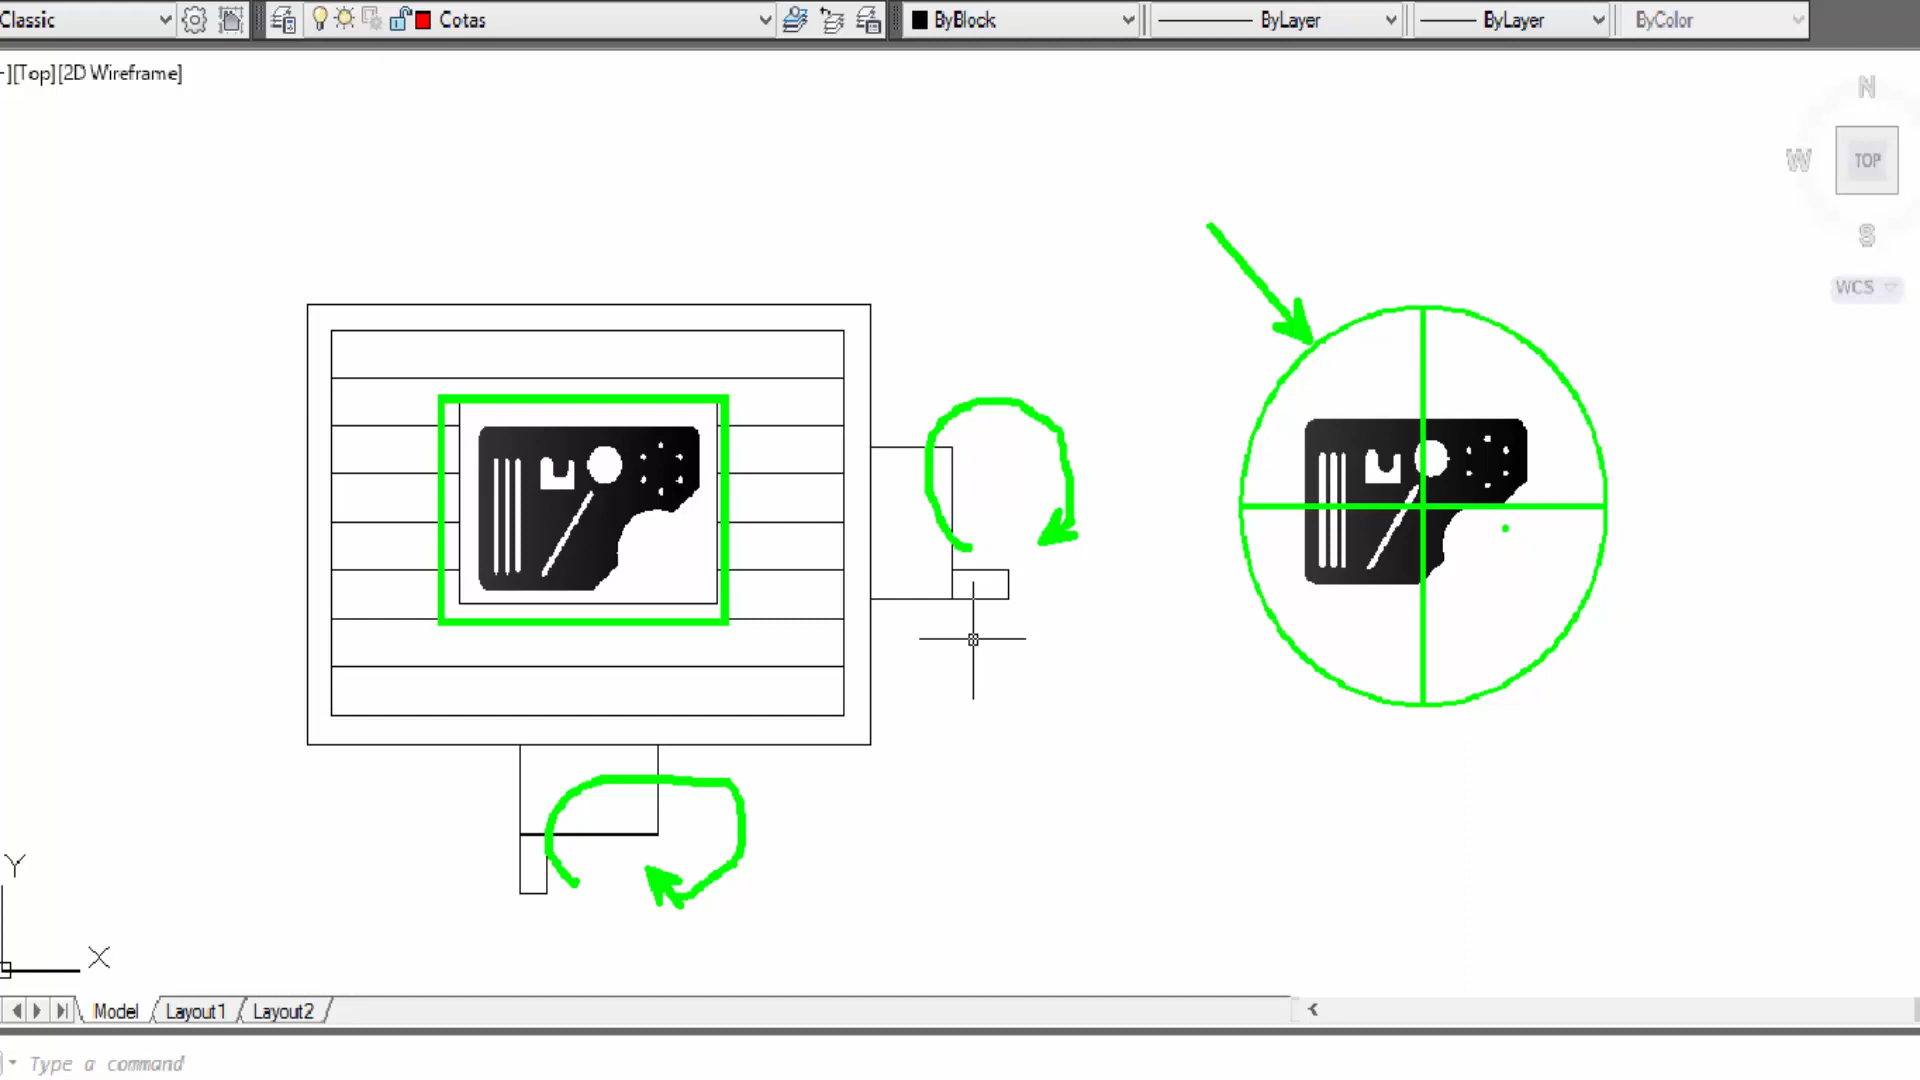 Classic
Cotas
ByBlock
ByLayer
ByLayer
ByColor
-][Top][2D Wireframe]
N
W
TOP
S
WCS
Y
X
Model
Layout1
Layout2
Type a command